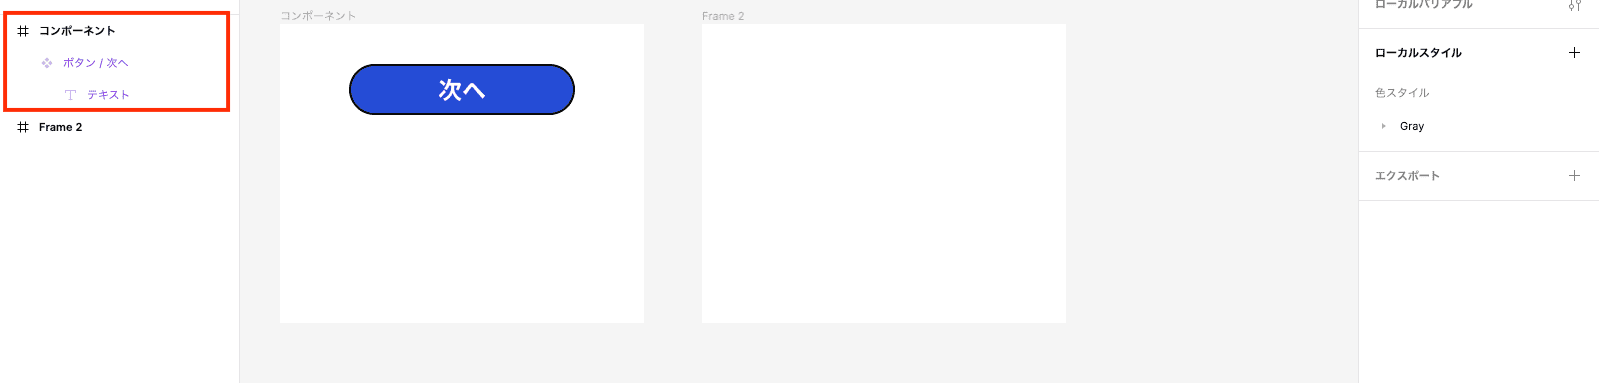 コンポーネント
ボタン / 次へ
テキスト
Frame 2
コンポーネント
次へ
Frame 2
ローカルバリアブル
ローカルスタイル
色スタイル
Gray
エクスポート